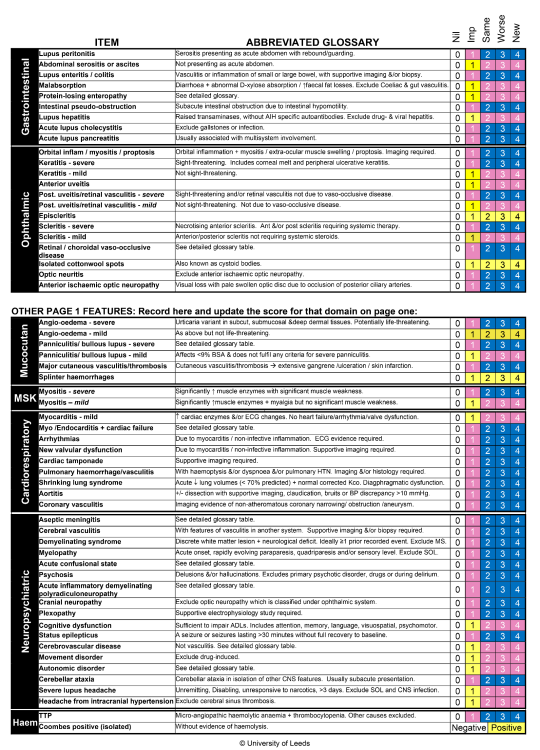 ITEM ABBREVIATED GLOSSARY Nil Imp Same Worse New
Gastrointestinal
Lupus peritonitis Serositis presenting as acute abdomen with rebound/guarding. 0 1 2 3 4
Abdominal serositis or ascites Not presenting as acute abdomen. 0 1 2 3 4
Lupus enteritis / colitis Vasculitis or inflammation of small or large bowel, with supporting imaging &/or biopsy. 0 1 2 3 4
Malabsorption Diarrhoea + abnormal D-xylose absorption / ↑faecal fat losses. Exclude Coeliac & gut vasculitis. 0 1 2 3 4
Protein-losing enteropathy See detailed glossary. 0 1 2 3 4
Intestinal pseudo-obstruction Subacute intestinal obstruction due to intestinal hypomotility. 0 1 2 3 4
Lupus hepatitis Raised transaminases, without AIH specific autoantibodies. Exclude drug- & viral hepatitis. 0 1 2 3 4
Acute lupus cholecystitis Exclude gallstones or infection. 0 1 2 3 4
Acute lupus pancreatitis Usually associated with multisystem involvement. 0 1 2 3 4
Ophthalmic
Orbital inflam / myositis / proptosis Orbital inflammation + myositis / extra-ocular muscle swelling / proptosis. Imaging required. 0 1 2 3 4
Keratitis - severe Sight-threatening. Includes corneal melt and peripheral ulcerative keratitis. 0 1 2 3 4
Keratitis - mild Not sight-threatening. 0 1 2 3 4
Anterior uveitis 0 1 2 3 4
Post. uveitis/retinal vasculitis - severe Sight-threatening and/or retinal vasculitis not due to vaso-occlusive disease. 0 1 2 3 4
Post. uveitis/retinal vasculitis - mild Not sight-threatening. Not due to vaso-occlusive disease. 0 1 2 3 4
Episcleritis 0 1 2 3 4
Scleritis - severe Necrotising anterior scleritis. Ant &/or post scleritis requiring systemic therapy. 0 1 2 3 4
Scleritis - mild Anterior/posterior scleritis not requiring systemic steroids. 0 1 2 3 4
Retinal / choroidal vaso-occlusive See detailed glossary table. 0 1 2 3 4
disease
Isolated cottonwool spots Also known as cystoid bodies. 0 1 2 3 4
Optic neuritis Exclude anterior ischaemic optic neuropathy. 0 1 2 3 4
Anterior ischaemic optic neuropathy Visual loss with pale swollen optic disc due to occlusion of posterior ciliary arteries. 0 1 2 3 4
OTHER PAGE 1 FEATURES: Record here and update the score for that domain on page one:
Mucocutan
Angio-oedema - severe Urticaria variant in subcut, submucosal &deep dermal tissues. Potentially life-threatening. 0 1 2 3 4
Angio-oedema - mild As above but not life-threatening. 0 1 2 3 4
Panniculitis/ bullous lupus - severe See detailed glossary table. 0 1 2 3 4
Panniculitis/ bullous lupus - mild Affects <9% BSA & does not fulfil any criteria for severe panniculitis. 0 1 2 3 4
Major cutaneous vasculitis/thrombosis Cutaneous vasculitis/thrombosis → extensive gangrene /ulceration / skin infarction. 0 1 2 3 4
Splinter haemorrhages 0 1 2 3 4
MSK
Myositis - severe Significantly ↑ muscle enzymes with significant muscle weakness. 0 1 2 3 4
Myositis – mild Significantly ↑muscle enzymes + myalgia but no significant muscle weakness. 0 1 2 3 4
Cardiorespiratory
Myocarditis - mild ↑ cardiac enzymes &/or ECG changes. No heart failure/arrhythmia/valve dysfunction. 0 1 2 3 4
Myo /Endocarditis + cardiac failure See detailed glossary table. 0 1 2 3 4
Arrhythmias Due to myocarditis / non-infective inflammation. ECG evidence required. 0 1 2 3 4
New valvular dysfunction Due to myocarditis / non-infective inflammation. Supportive imaging required. 0 1 2 3 4
Cardiac tamponade Supportive imaging required. 0 1 2 3 4
Pulmonary haemorrhage/vasculitis With haemoptysis &/or dyspnoea &/or pulmonary HTN. Imaging &/or histology required. 0 1 2 3 4
Shrinking lung syndrome Acute ↓ lung volumes (< 70% predicted) + normal corrected Kco. Diagphragmatic dysfunction. 0 1 2 3 4
Aortitis +/- dissection with supportive imaging, claudication, bruits or BP discrepancy >10 mmHg. 0 1 2 3 4
Coronary vasculitis Imaging evidence of non-atheromatous coronary narrowing/ obstruction /aneurysm. 0 1 2 3 4
Neuropsychiatric
Aseptic meningitis See detailed glossary table. 0 1 2 3 4
Cerebral vasculitis With features of vasculitis in another system. Supportive imaging &/or biopsy required. 0 1 2 3 4
Demyelinating syndrome Discrete white matter lesion + neurological deficit. Ideally ≥1 prior recorded event. Exclude MS. 0 1 2 3 4
Myelopathy Acute onset, rapidly evolving paraparesis, quadriparesis and/or sensory level. Exclude SOL. 0 1 2 3 4
Acute confusional state See detailed glossary table. 0 1 2 3 4
Psychosis Delusions &/or hallucinations. Excludes primary psychotic disorder, drugs or during delirium. 0 1 2 3 4
Acute inflammatory demyelinating See detailed glossary table. 0 1 2 3 4
polyradiculoneuropathy
Cranial neuropathy Exclude optic neuropathy which is classified under ophthalmic system. 0 1 2 3 4
Plexopathy Supportive electrophysiology study required. 0 1 2 3 4
Cognitive dysfunction Sufficient to impair ADLs. Includes attention, memory, language, visuospatial, psychomotor. 0 1 2 3 4
Status epilepticus A seizure or seizures lasting >30 minutes without full recovery to baseline. 0 1 2 3 4
Cerebrovascular disease Not vasculitis. See detailed glossary table. 0 1 2 3 4
Movement disorder Exclude drug-induced. 0 1 2 3 4
Autonomic disorder See detailed glossary table. 0 1 2 3 4
Cerebellar ataxia Cerebellar ataxia in isolation of other CNS features. Usually subacute presentation. 0 1 2 3 4
Severe lupus headache Unremitting, Disabling, unresponsive to narcotics, >3 days. Exclude SOL and CNS infection. 0 1 2 3 4
Headache from intracranial hypertension Exclude cerebral sinus thrombosis. 0 1 2 3 4
Haem
TTP Micro-angiopathic haemolytic anaemia + thrombocytopenia. Other causes excluded. 0 1 2 3 4
Coombes positive (isolated) Without evidence of haemolysis. Negative Positive
© University of Leeds